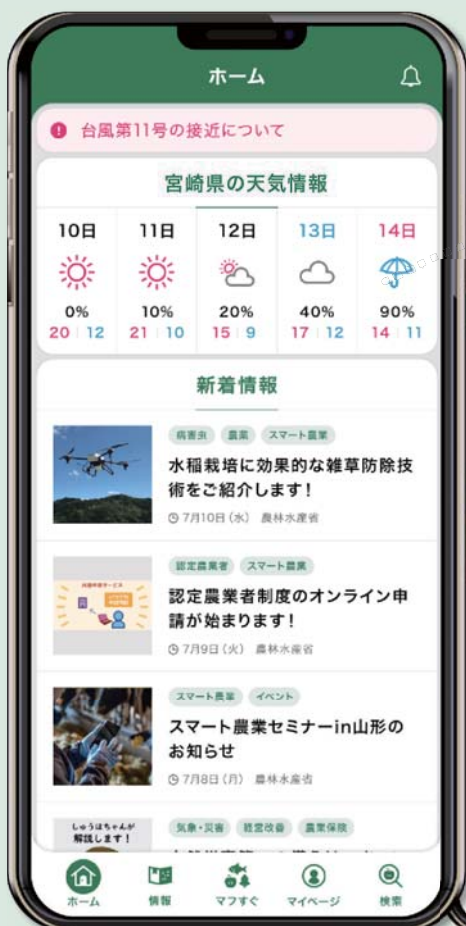 ホーム
台風第11号の接近について
宮崎県の天気情報
10日 11日 12日 13日 14日
0% 10% 20% 40% 90%
20 12 21 10 15 9 17 12 14 11
新着情報
病害虫 農薬 スマート農業
水稲栽培に効果的な雑草防除技
術をご紹介します!
7月10日(水) 農林水産省
認定農業者 スマート農業
認定農業者制度のオンライン申
請が始まります!
7月9日(火) 農林水産省
スマート農業 イベント
スマート農業セミナーin山形の
お知らせ
7月8日(月) 農林水産省
しゅうほちゃんが
解説します!
気象・災害 経営改善 農業保険
ホーム 情報 マフすぐ マイページ 検索